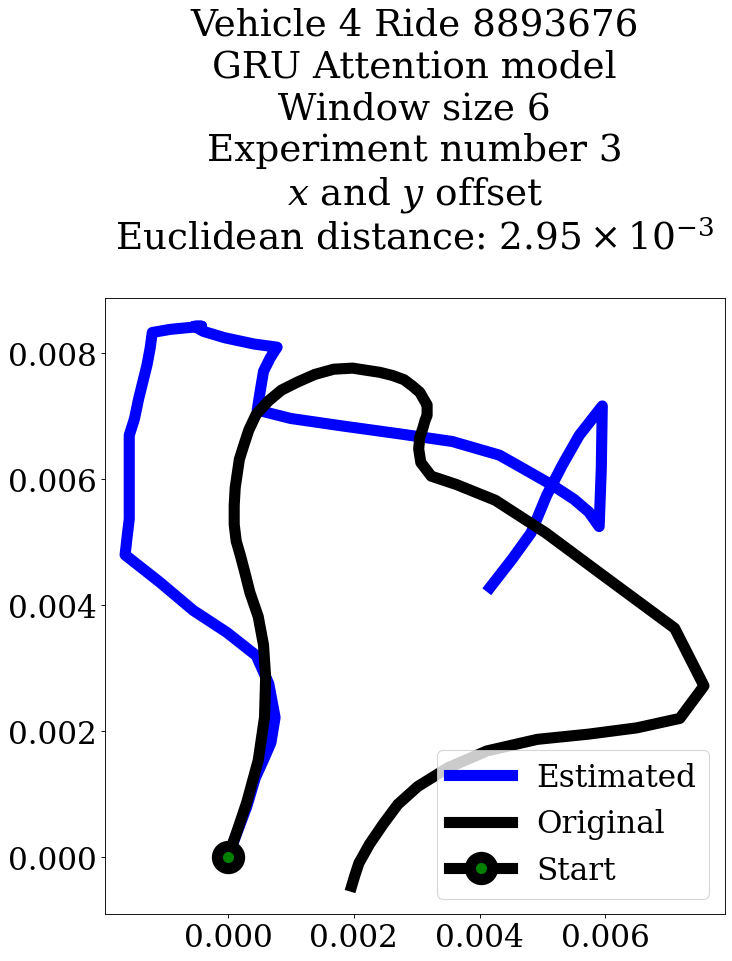 Vehicle 4 Ride 8893676
GRU Attention model
Window size 6
Experiment number 3
x and y offset
Euclidean distance: 2.95 × 10⁻³
0.008
0.006
0.004
0.002
0.000
Estimated
Original
Start
0.000 0.002 0.004 0.006